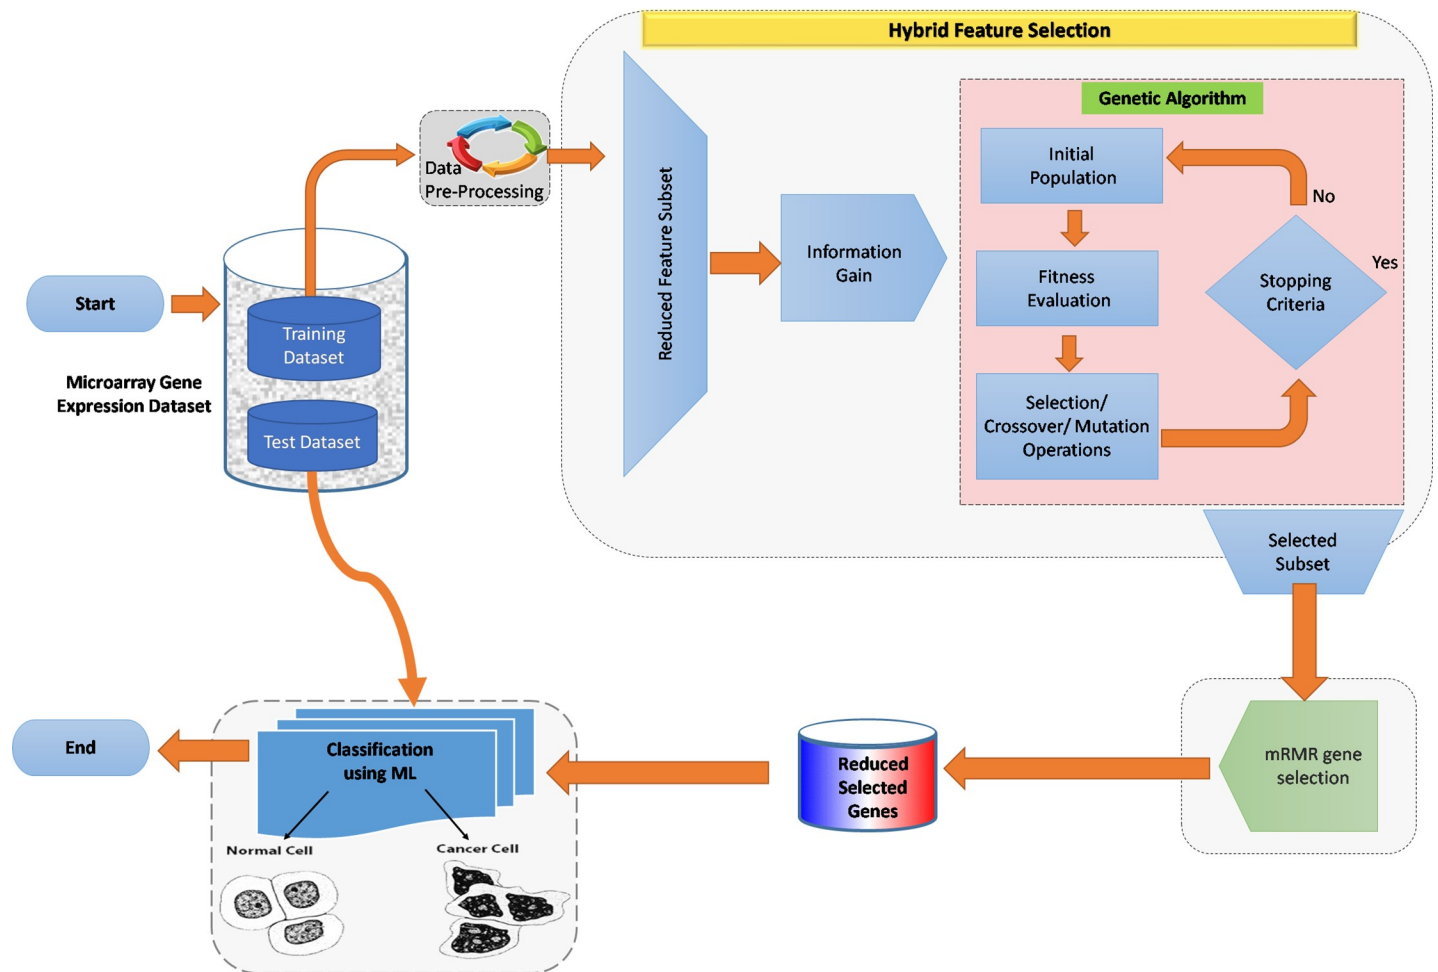 Hybrid Feature Selection
Genetic Algorithm
Data
Pre-Processing
Reduced Feature Subset
Information
Gain
Initial
Population
No
Fitness
Evaluation
Stopping
Criteria
Yes
Selection/
Crossover/ Mutation
Operations
Start
Training
Dataset
Microarray Gene
Expression Dataset
Test Dataset
Selected
Subset
mRMR gene
selection
Reduced
Selected
Genes
Classification
using ML
Normal Cell
Cancer Cell
End